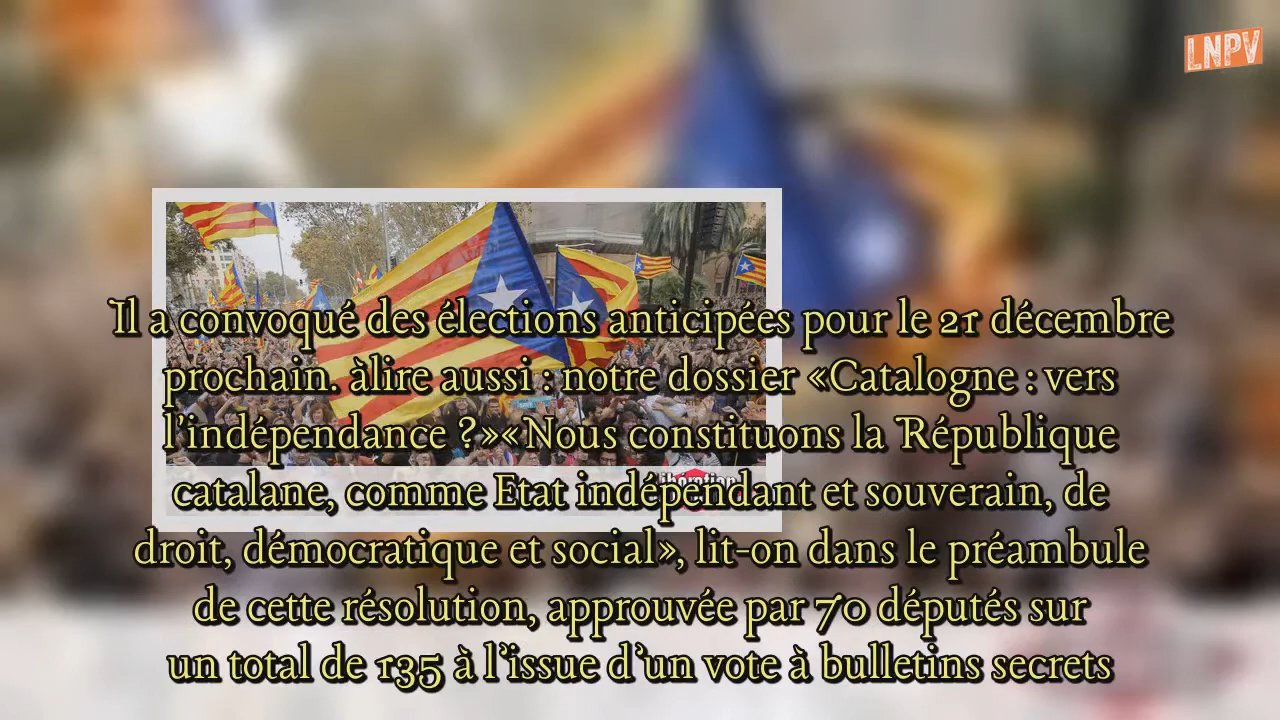 LNPV
Il a convoqué des élections anticipées pour le 21 décembre
prochain. àlire aussi : notre dossier «Catalogne : vers
l'indépendance ?»«Nous constituons la République
catalane, comme Etat indépendant et souverain, de
Libération
droit, démocratique et social», lit-on dans le préambule
de cette résolution, approuvée par 70 députés sur
un total de 135 à l'issue d'un vote à bulletins secrets